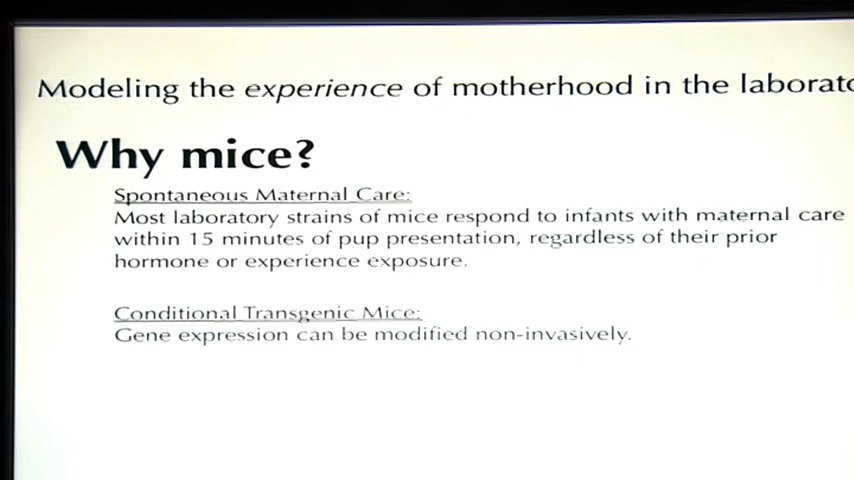 Modeling the experience of motherhood in the
Why mice?
Spontaneous Maternal Care:
Most laboratory strains of mice respond to infants with maternal care
within 15 minutes of pup presentation, regardless of their prior
hormone or experience exposure.
Conditional Transgenic Mice:
Gene expression can be modified non-invasively.